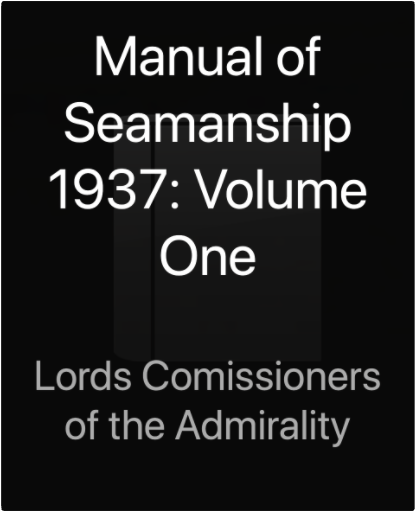 Manual of
Seamanship
1937: Volume
One
Lords Comissioners
of the Admirality